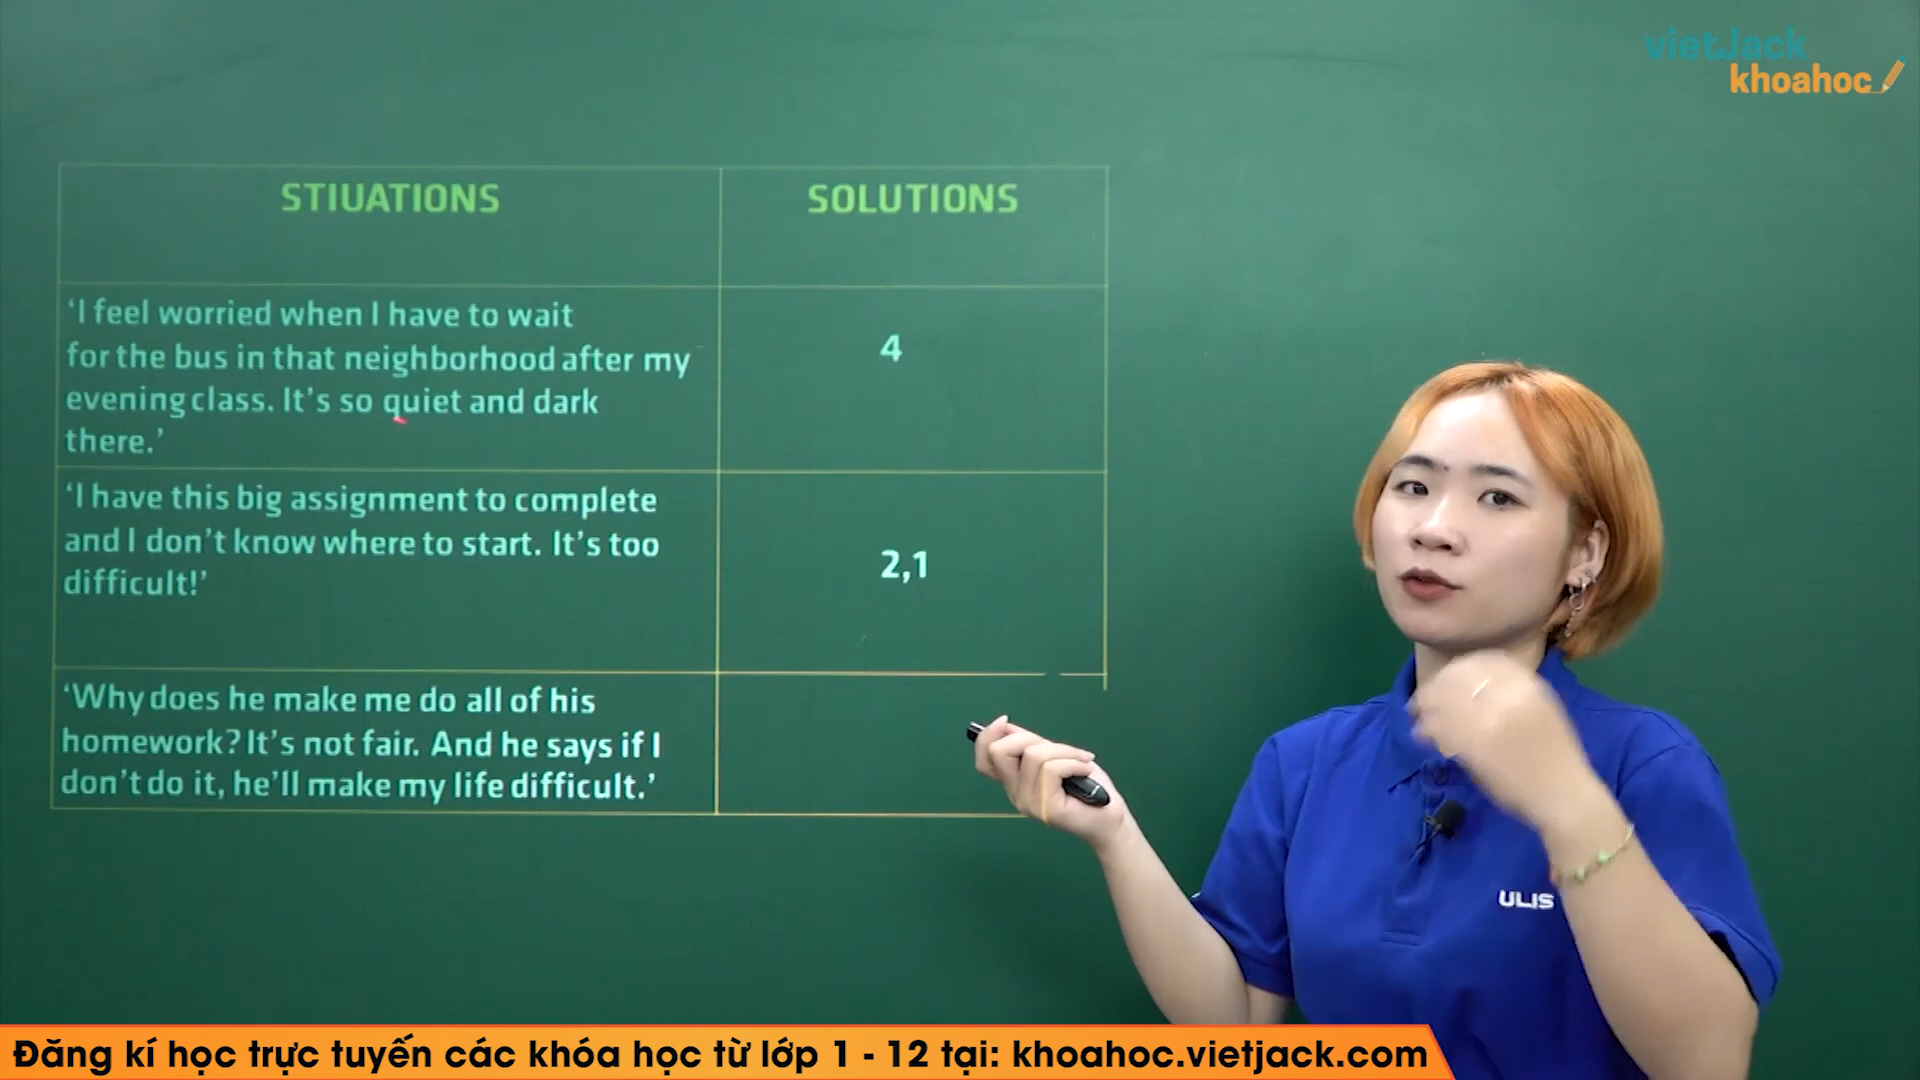 vietJack
khoahoc
STIUATIONS
SOLUTIONS
‘I feel worried when I have to wait
for the bus in that neighborhood after my
evening class. It’s so quiet and dark
there.’
4
‘I have this big assignment to complete
and I don’t know where to start. It’s too
difficult!’
2,1
‘Why does he make me do all of his
homework? It’s not fair. And he says if I
don’t do it, he’ll make my life difficult.’
ULIS
Đăng kí học trực tuyến các khóa học từ lớp 1 - 12 tại: khoahoc.vietjack.com